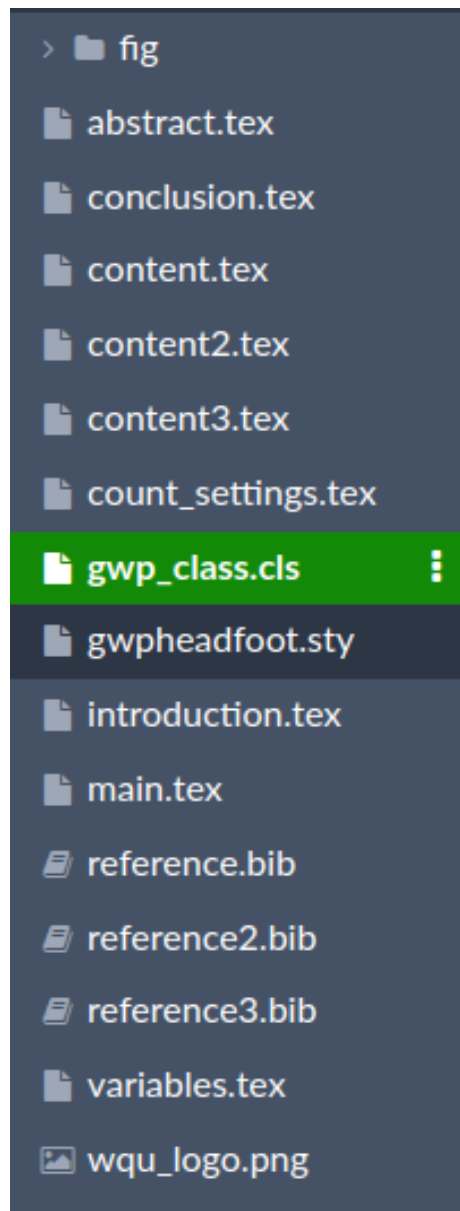 fig
abstract.tex
conclusion.tex
content.tex
content2.tex
content3.tex
count_settings.tex
gwp_class.cls
gwpheadfoot.sty
introduction.tex
main.tex
reference.bib
reference2.bib
reference3.bib
variables.tex
wqu_logo.png